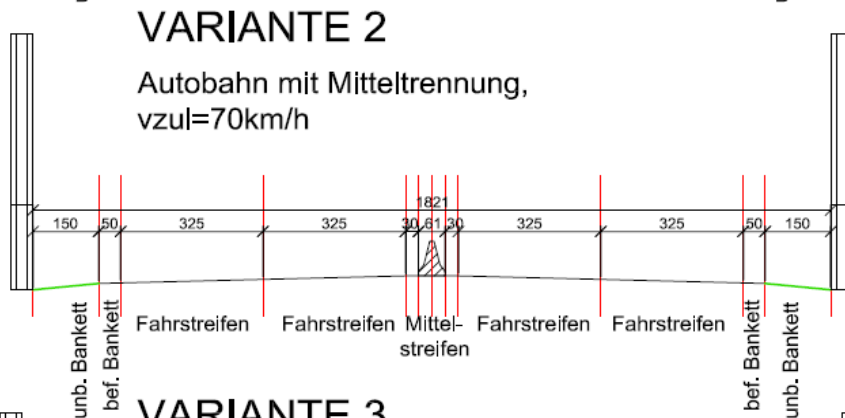 VARIANTE 2
Autobahn mit Mitteltrennung,
vzul=70km/h
1821
150 50 325 325 30 61 30 325 325 50 150
unb. Bankett
bef. Bankett
Fahrstreifen
Fahrstreifen
Mittel-
streifen
Fahrstreifen
Fahrstreifen
bef. Bankett
unb. Bankett
VARIANTE 3